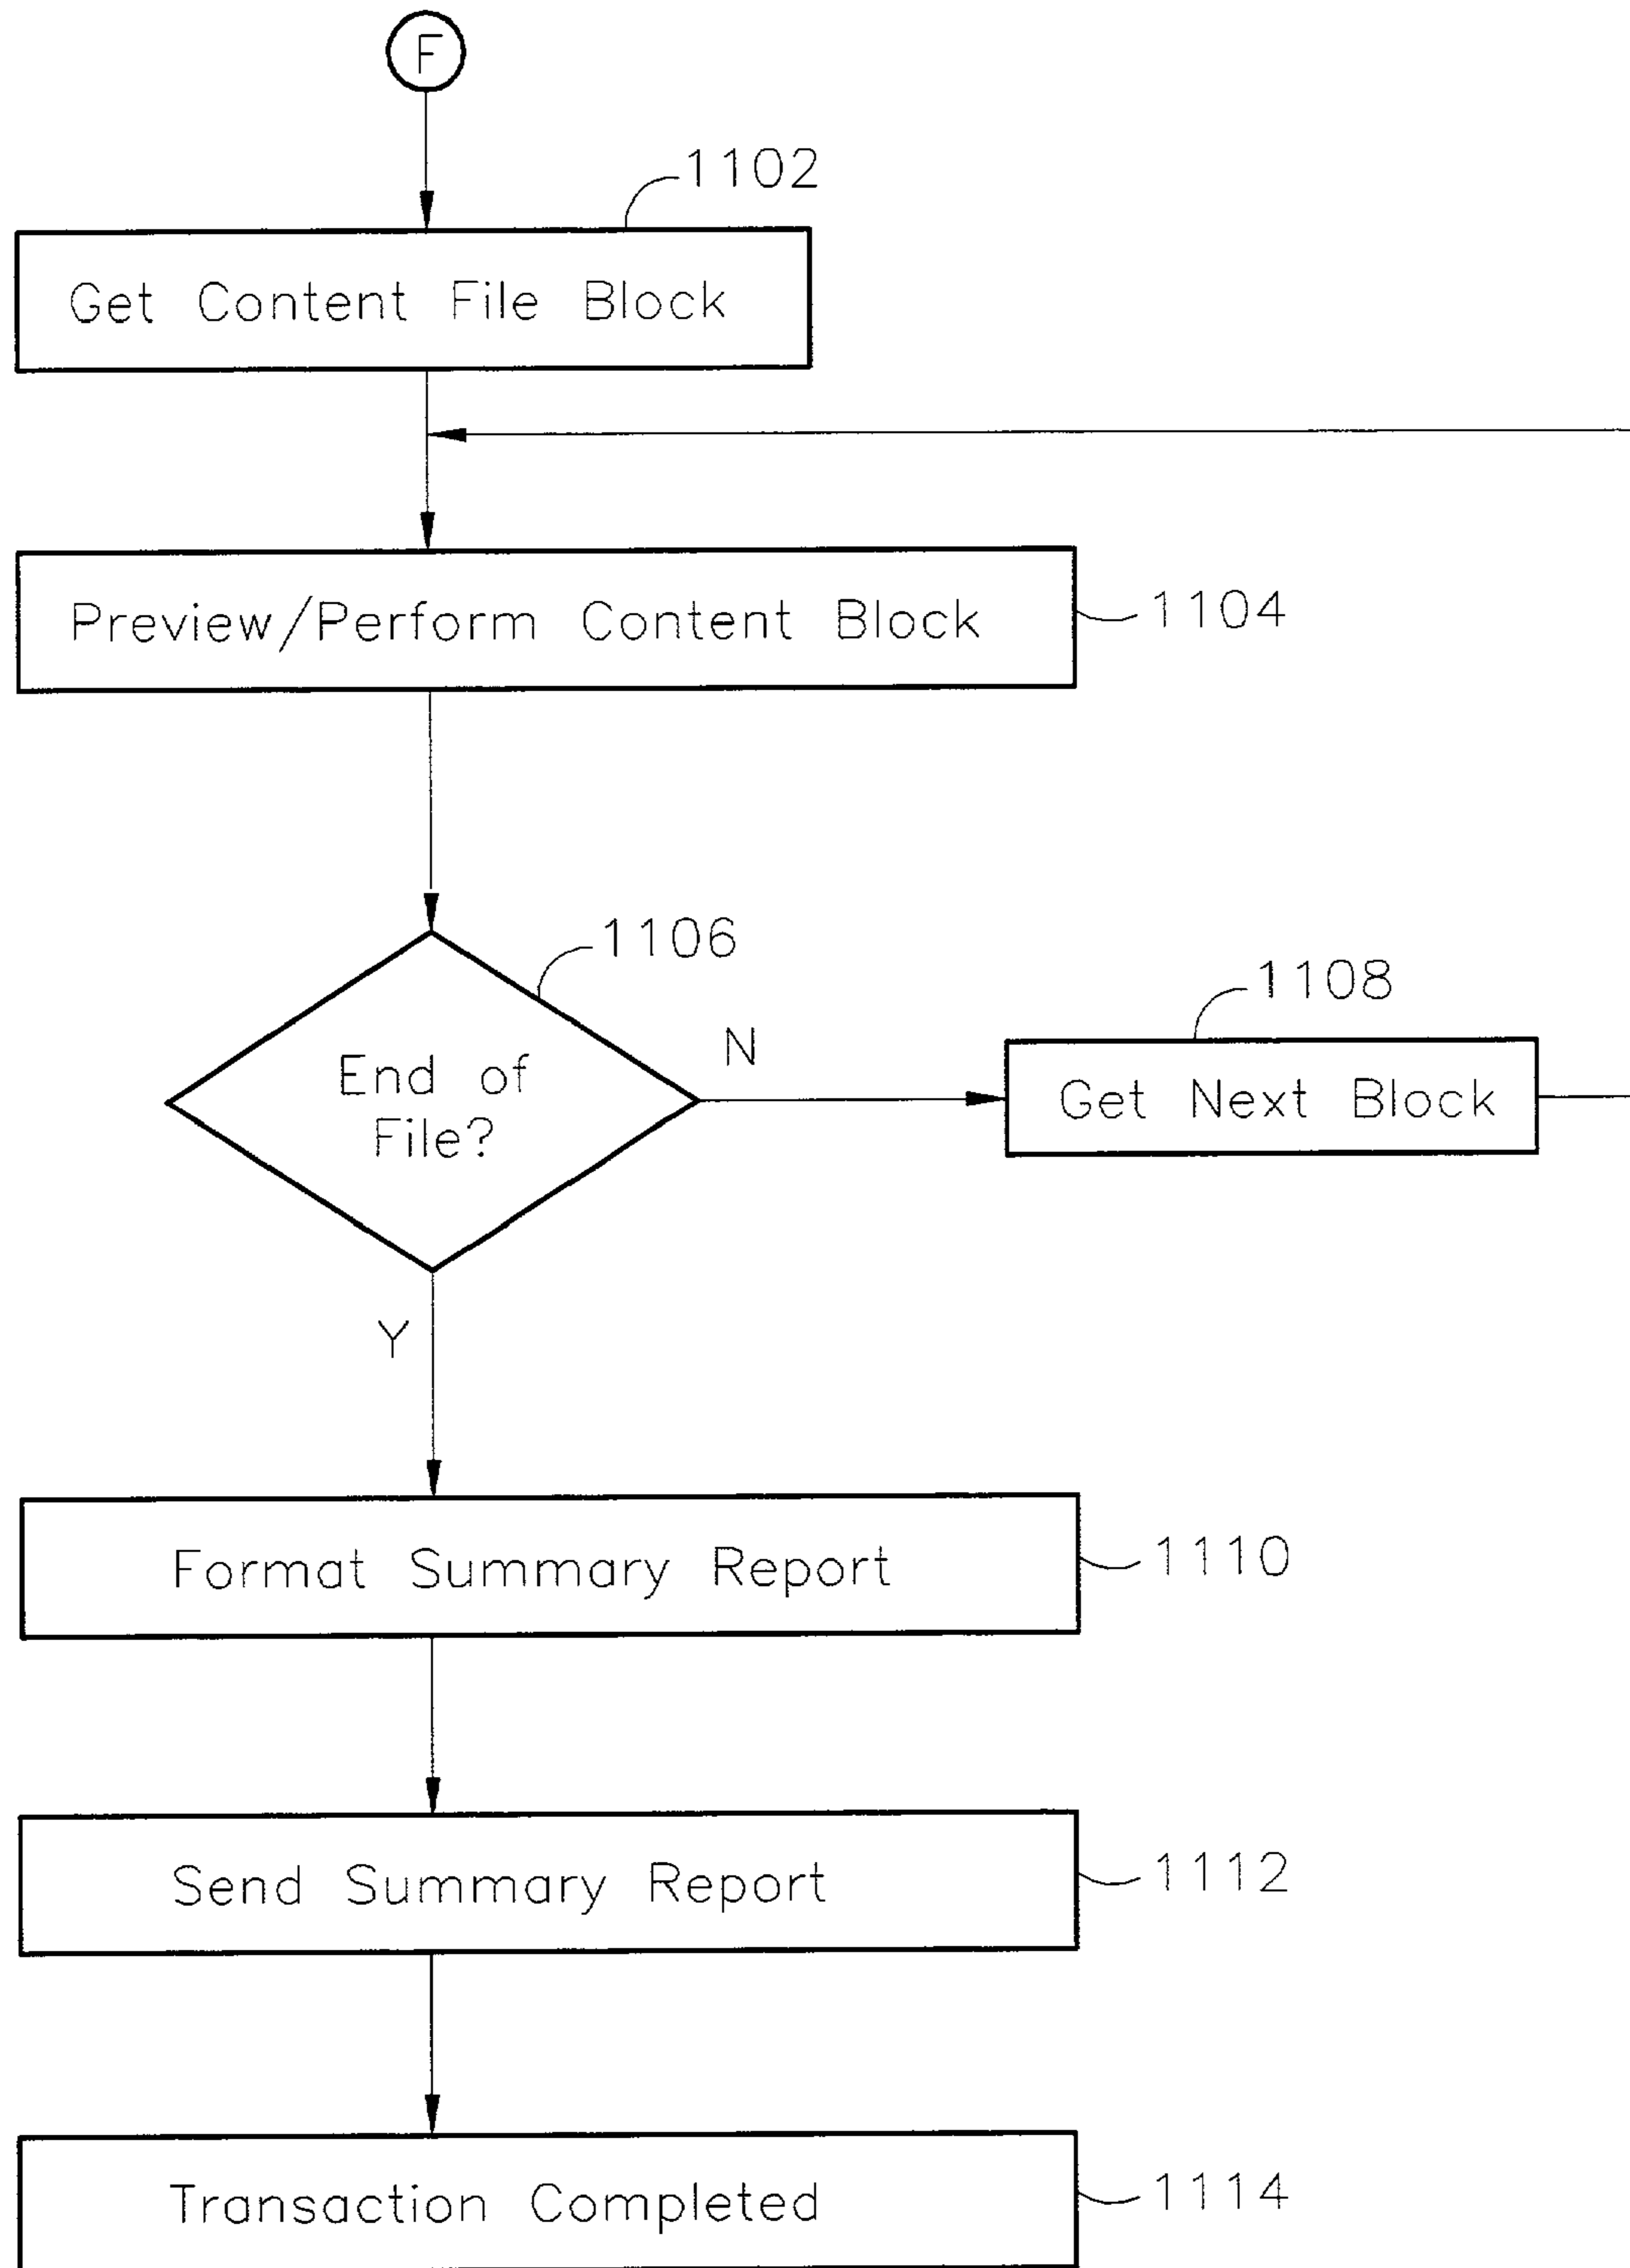 F
1102
Get Content File Block
Preview/Perform Content Block
1104
1106
End of
File?
N
1108
Get Next Block
Y
Format Summary Report
1110
Send Summary Report
1112
Transaction Completed
1114